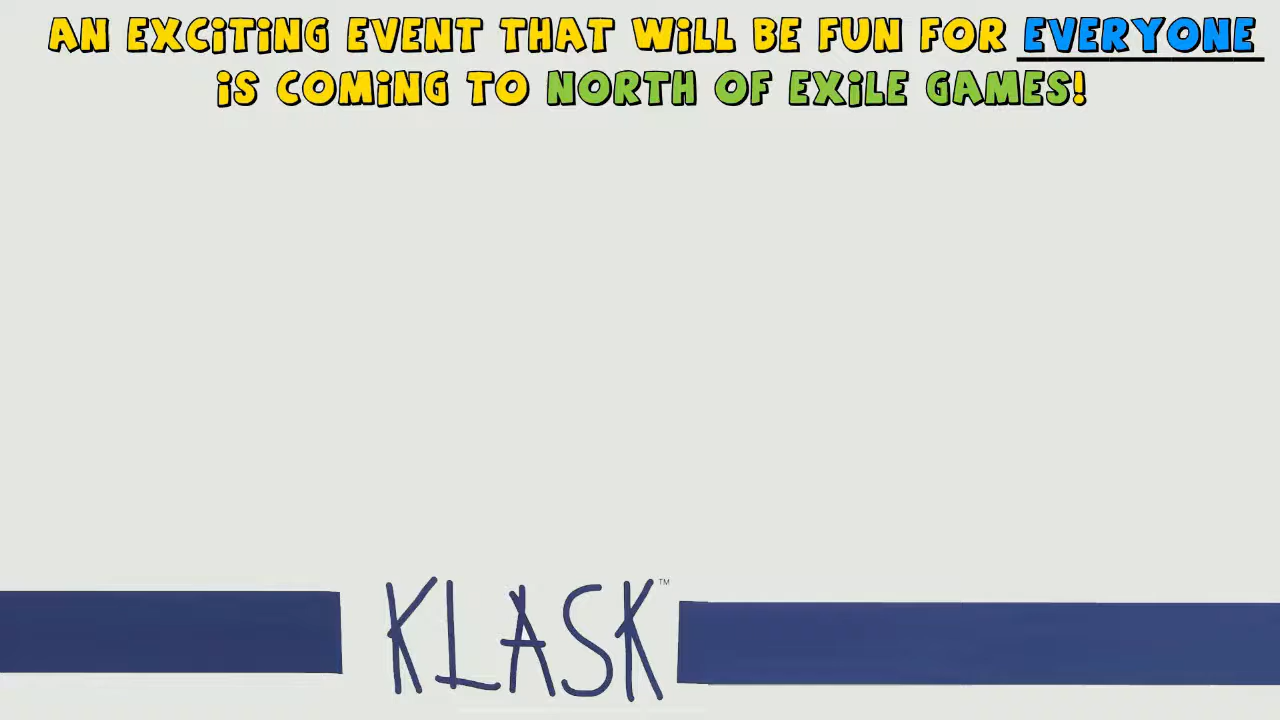 AN EXCITING EVENT THAT WILL BE FUN FOR EVERYONE
IS COMING TO NORTH OF EXILE GAMES!
KLASK™